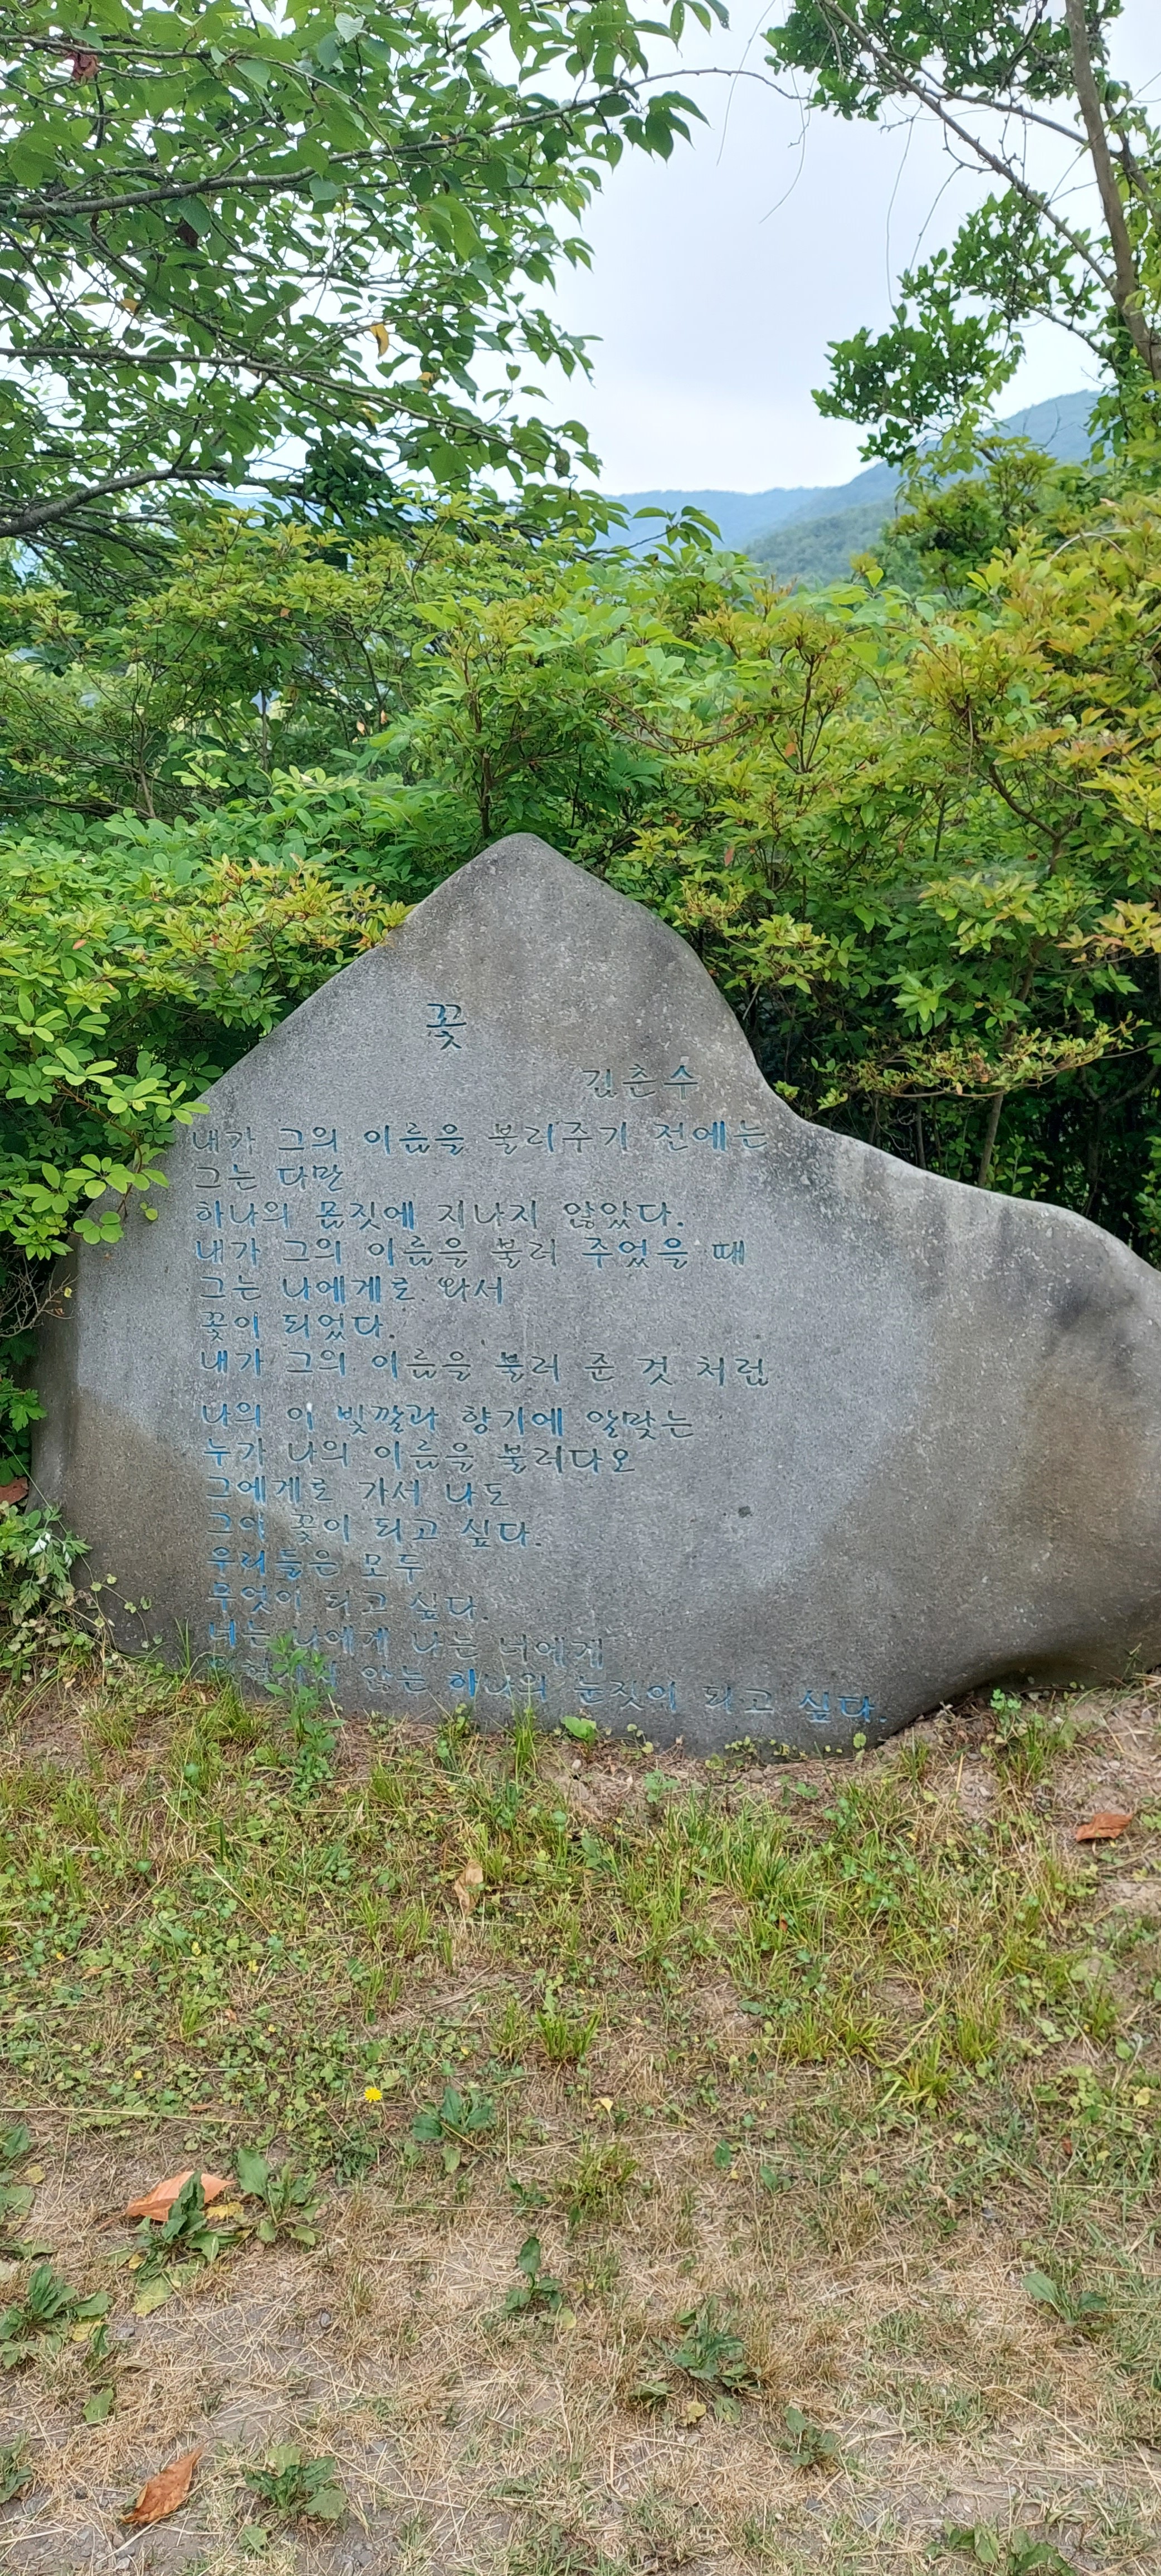 꽃
김춘수
내가 그의 이름을 불러주기 전에는
그는 다만
하나의 몸짓에 지나지 않았다.
내가 그의 이름을 불러 주었을 때
그는 나에게로 와서
꽃이 되었다.
내가 그의 이름을 불러 준 것 처럼
나의 이 빛깔과 향기에 알맞는
누가 나의 이름을 불러다오
그에게로 가서 나도
그의 꽃이 되고 싶다.
우리들은 모두
무엇이 되고 싶다.
너는 나에게 나는 너에게
않는 하나의 눈짓이 되고 싶다.